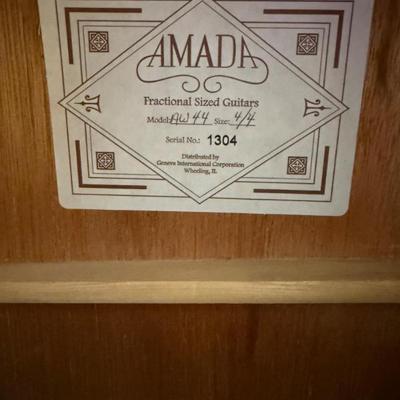 AMADA
Fractional Sized Guitars
Model: AW 44 Size: 4/4
Serial No.: 1304
Distributed by
Geneva International Corporation
Wheeling, IL